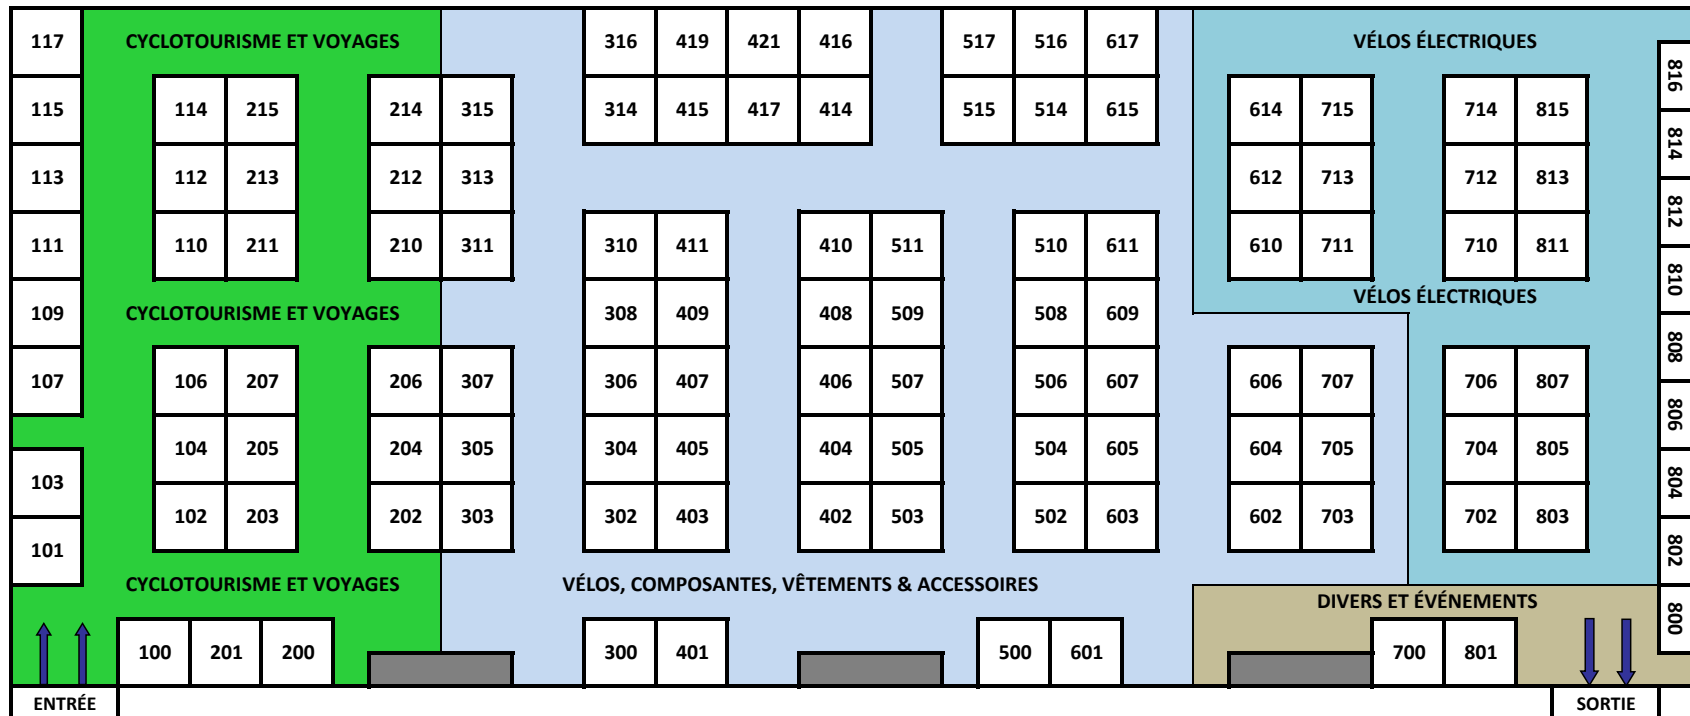 117 CYCLOTOURISME ET VOYAGES 316 419 421 416 517 516 617 VÉLOS ÉLECTRIQUES
816
115 114 215 214 315 314 415 417 414 515 514 615 614 715 714 815
814
113 112 213 212 313 612 713 712 813
812
111 110 211 210 311 310 411 410 511 510 611 610 711 710 811
810
VÉLOS ÉLECTRIQUES
109 CYCLOTOURISME ET VOYAGES 308 409 408 509 508 609
808
107 106 207 206 307 306 407 406 507 506 607 606 707 706 807
806
104 205 204 305 304 405 404 505 504 605 604 705 704 805
103
804
102 203 202 303 302 403 402 503 502 603 602 703 702 803
101
802
CYCLOTOURISME ET VOYAGES VÉLOS, COMPOSANTES, VÊTEMENTS & ACCESSOIRES
DIVERS ET ÉVÉNEMENTS
800
100 201 200 300 401 500 601 700 801
ENTRÉE SORTIE